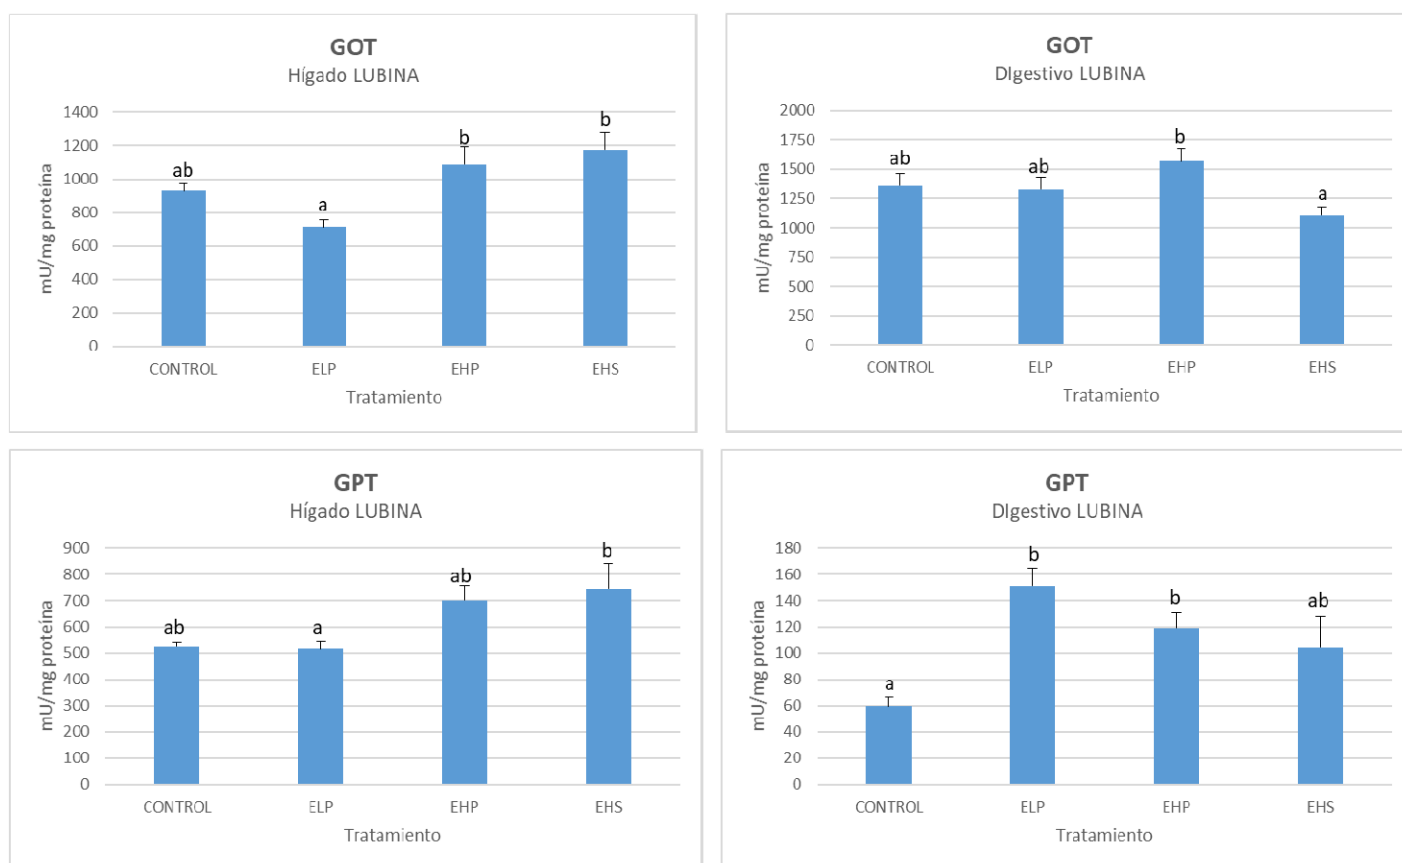 GOT
Hígado LUBINA
1400
1200
1000
800
600
400
200
0
mU/mg proteína
ab
a
b
b
CONTROL ELP EHP EHS
Tratamiento
GOT
DIgestivo LUBINA
2000
1750
1500
1250
1000
750
500
250
0
mU/mg proteína
ab
ab
b
a
CONTROL ELP EHP EHS
Tratamiento
GPT
Hígado LUBINA
900
800
700
600
500
400
300
200
100
0
mU/mg proteína
ab
a
ab
b
CONTROL ELP EHP EHS
Tratamiento
GPT
DIgestivo LUBINA
180
160
140
120
100
80
60
40
20
0
mU/mg proteína
a
b
b
ab
CONTROL ELP EHP EHS
Tratamiento